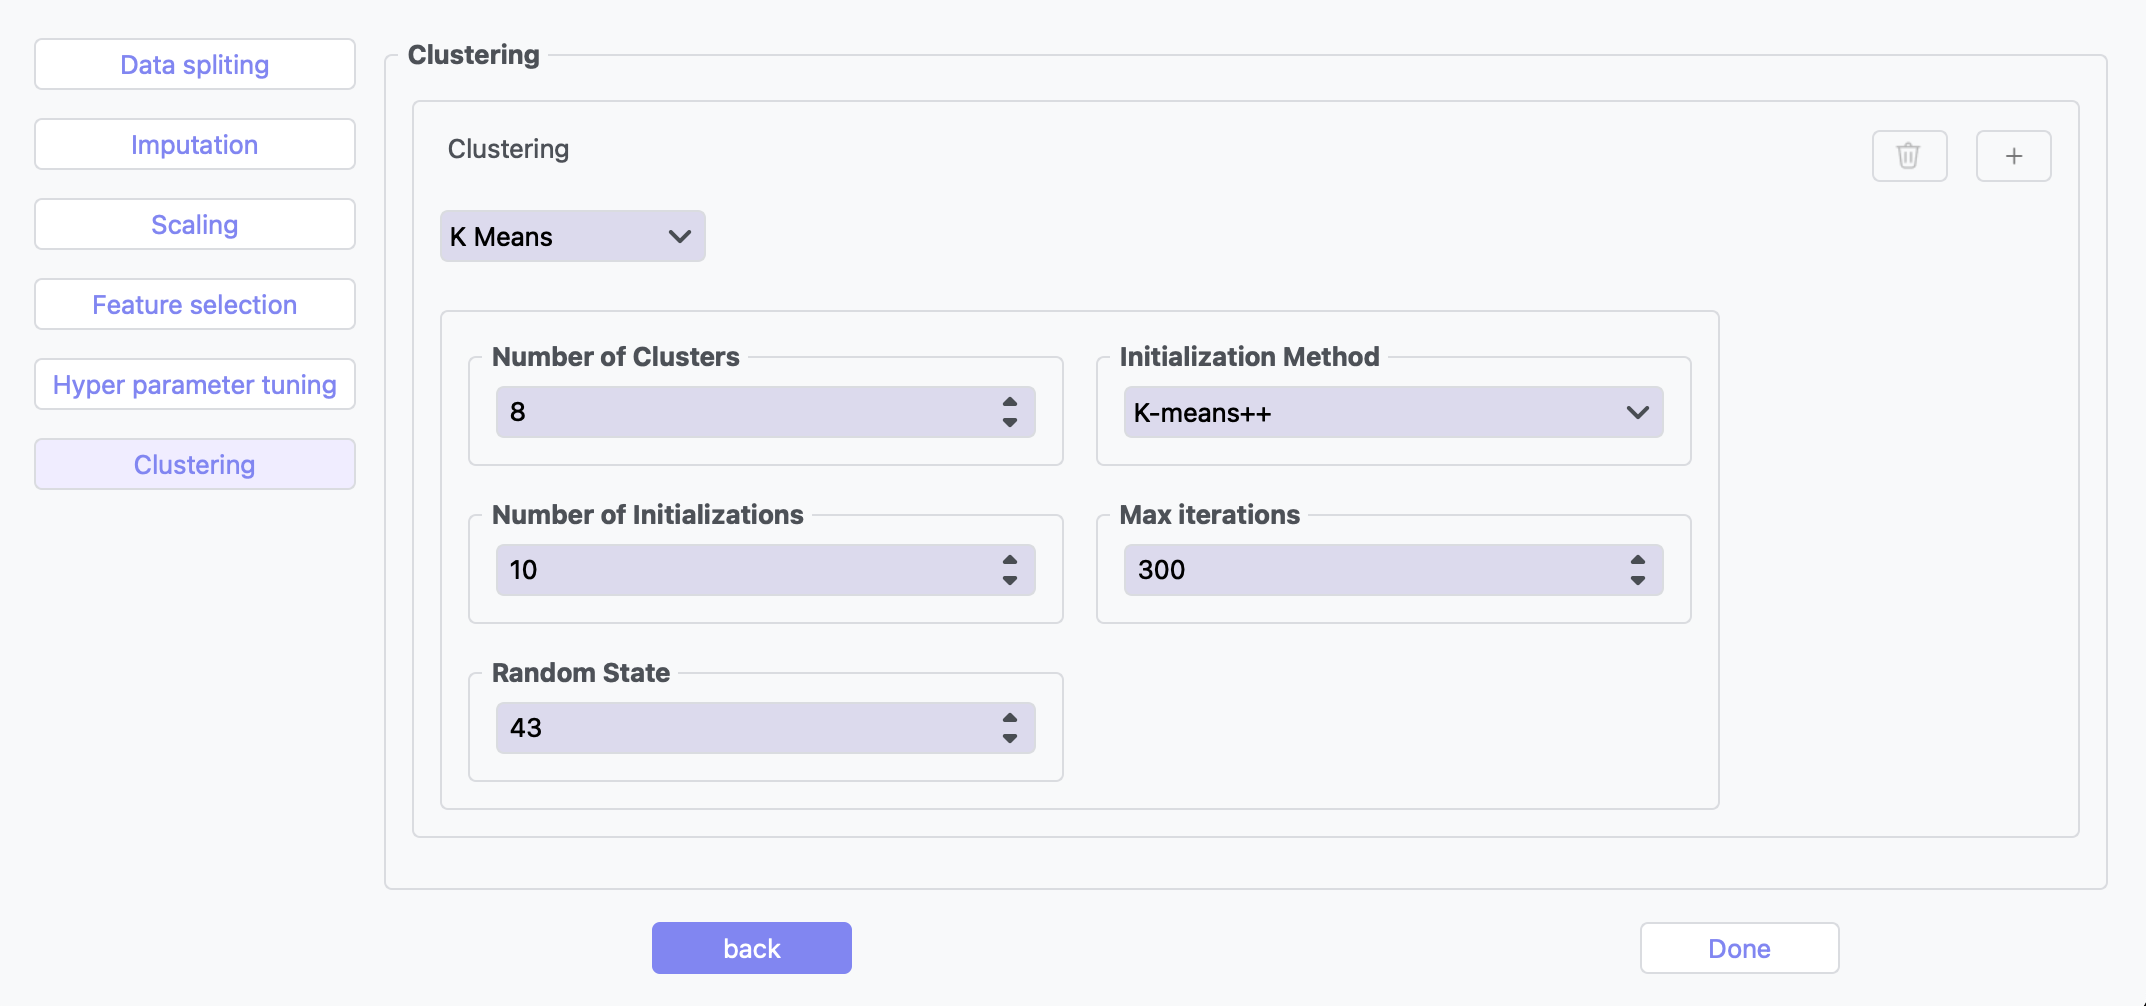 Data spliting
Imputation
Scaling
Feature selection
Hyper parameter tuning
Clustering
Clustering
Clustering
+
K Means
Number of Clusters
8
Initialization Method
K-means++
Number of Initializations
10
Max iterations
300
Random State
43
back
Done